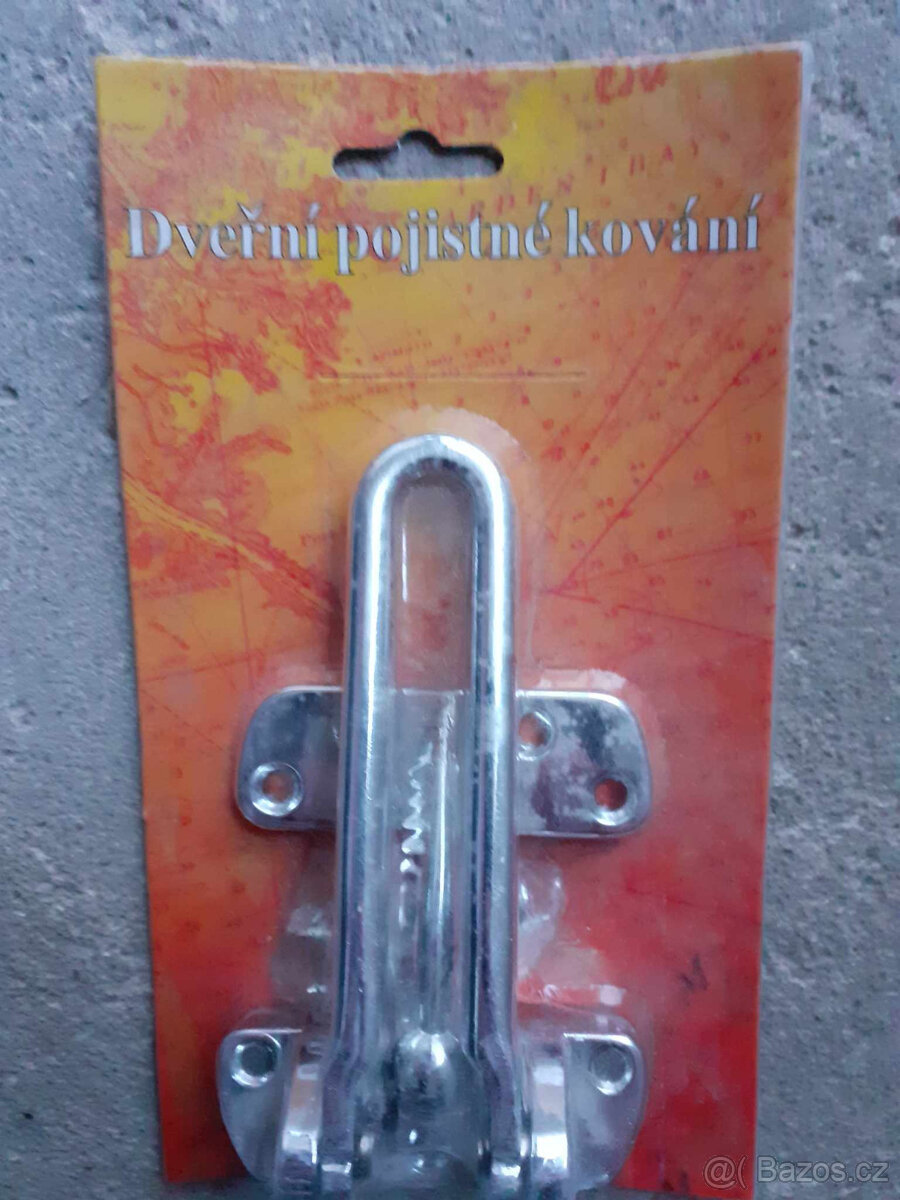 Dveřní pojistné kování
@( Bazos.cz